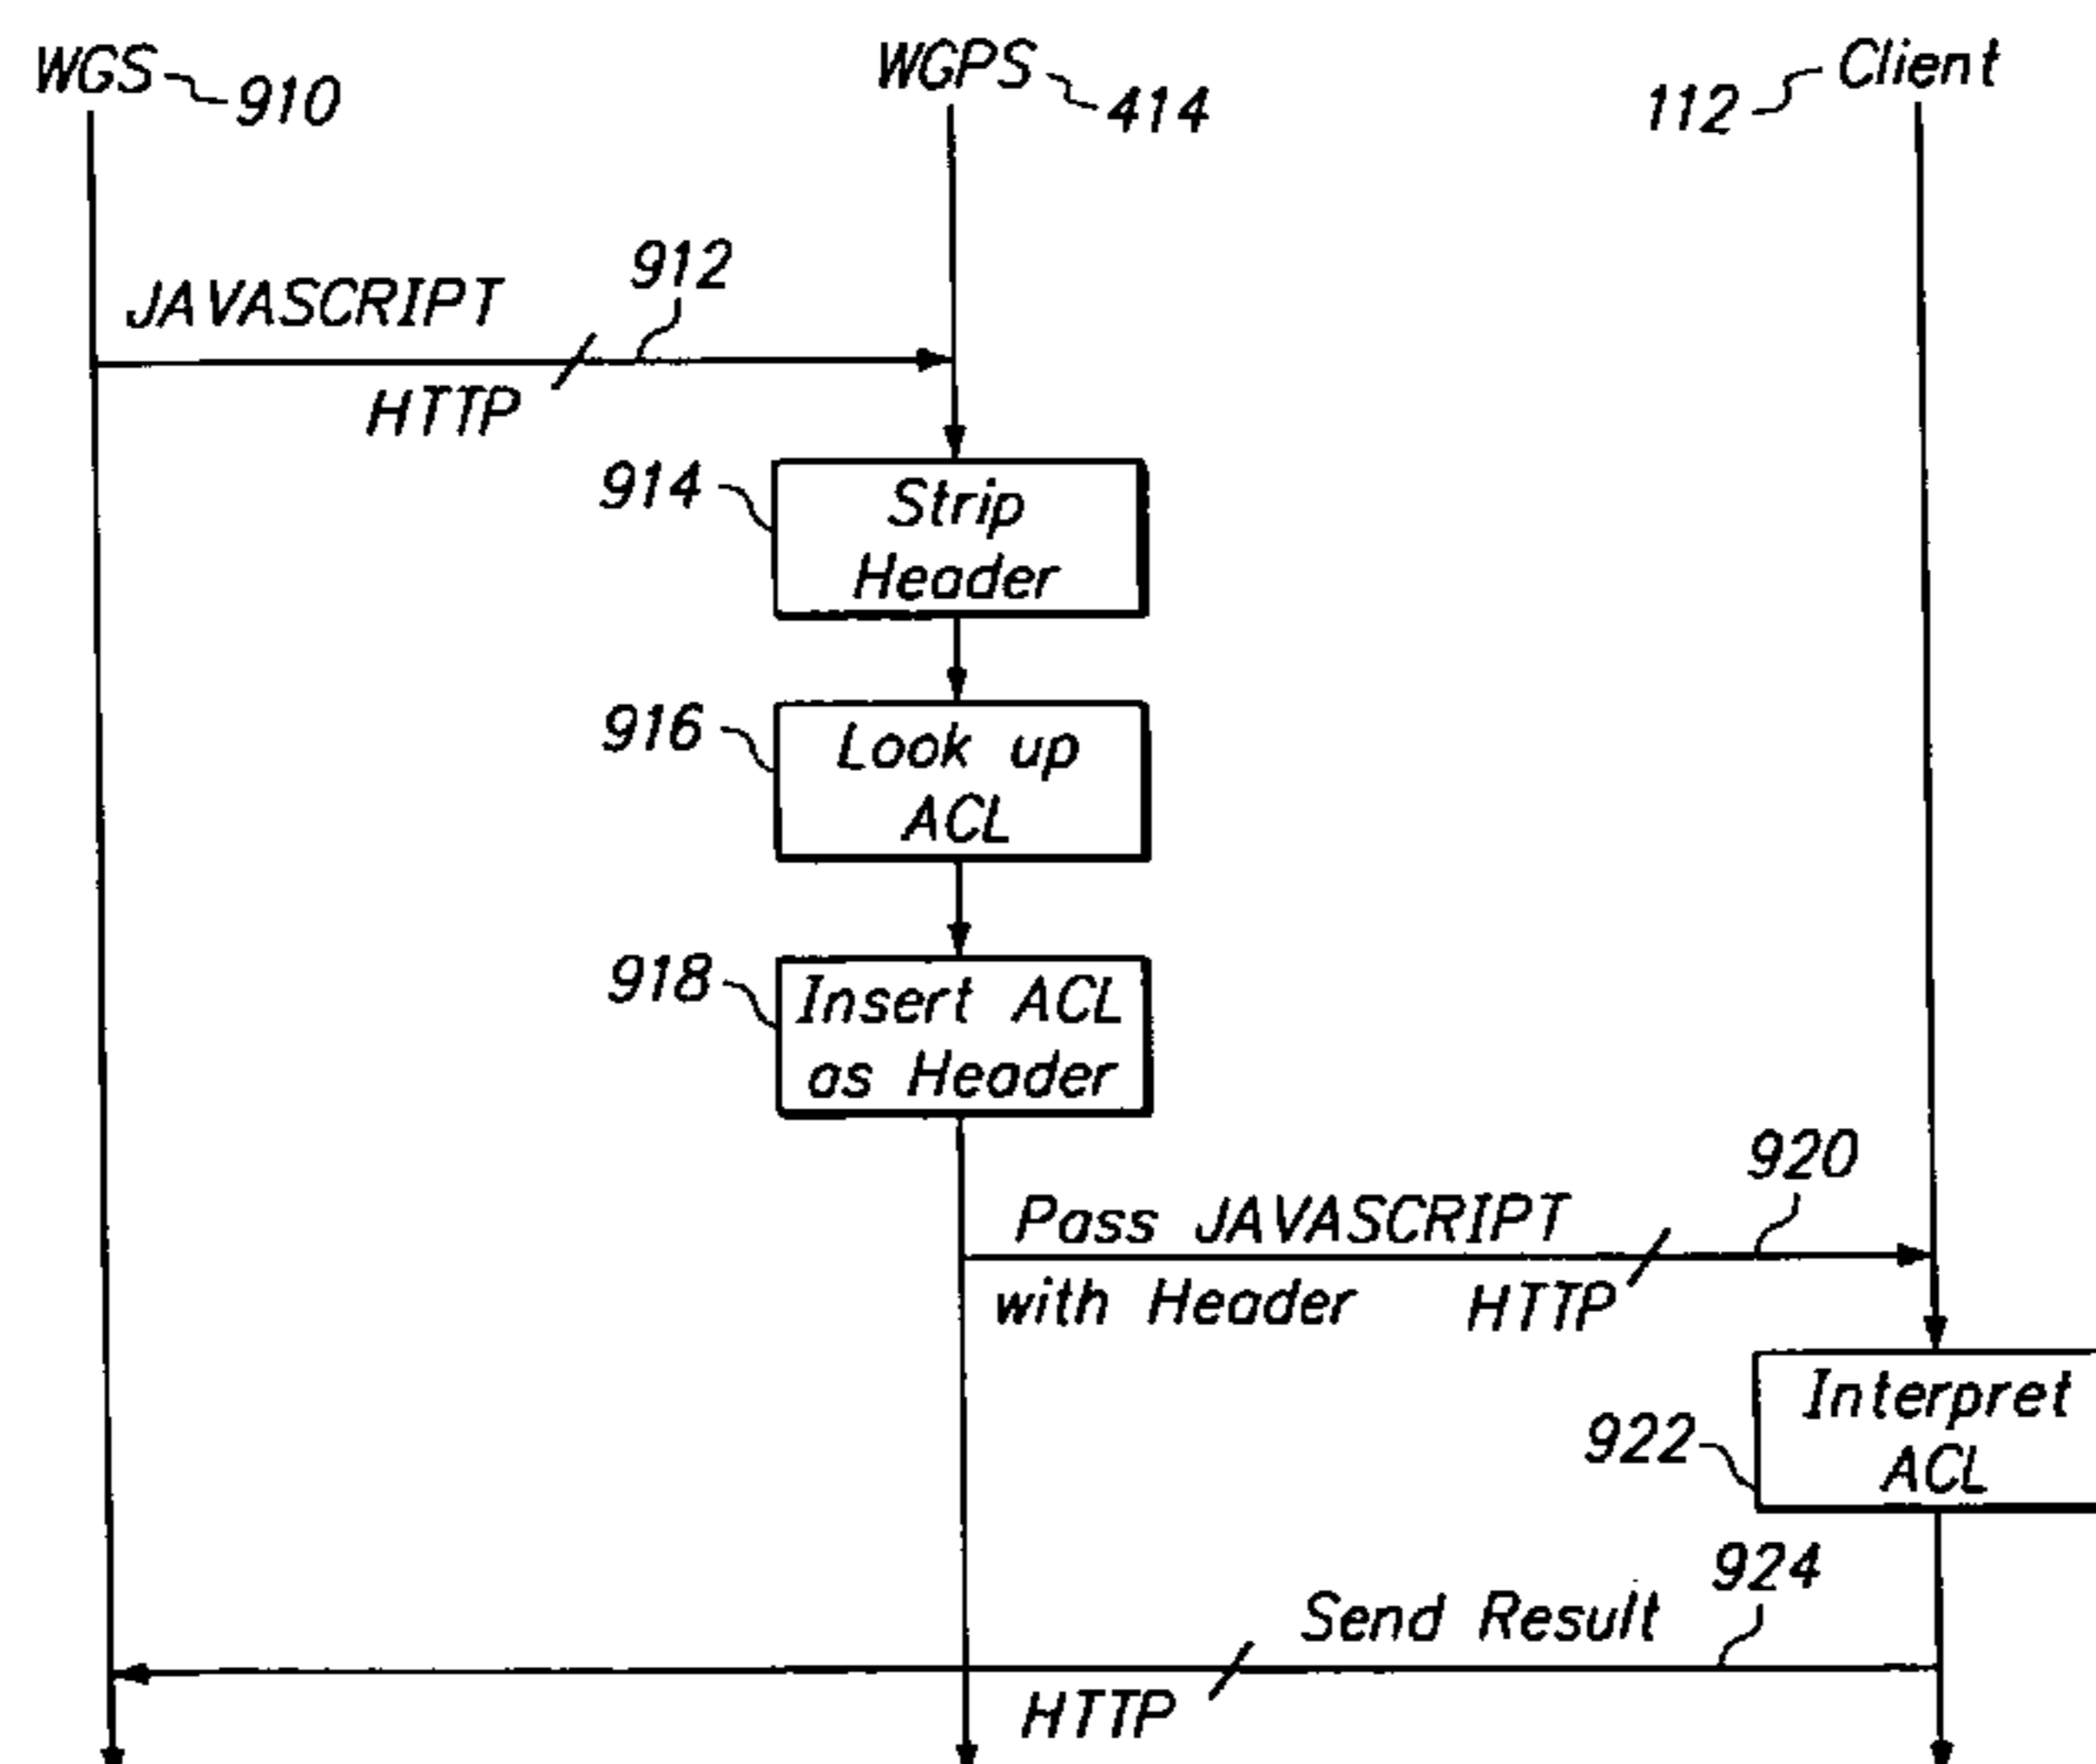 WGS 910
WGPS 414
112 Client
JAVASCRIPT 912
HTTP
914 Strip
Header
916 Look up
ACL
918 Insert ACL
as Header
920
Pass JAVASCRIPT
with Header HTTP
Interpret
922 ACL
924
Send Result
HTTP